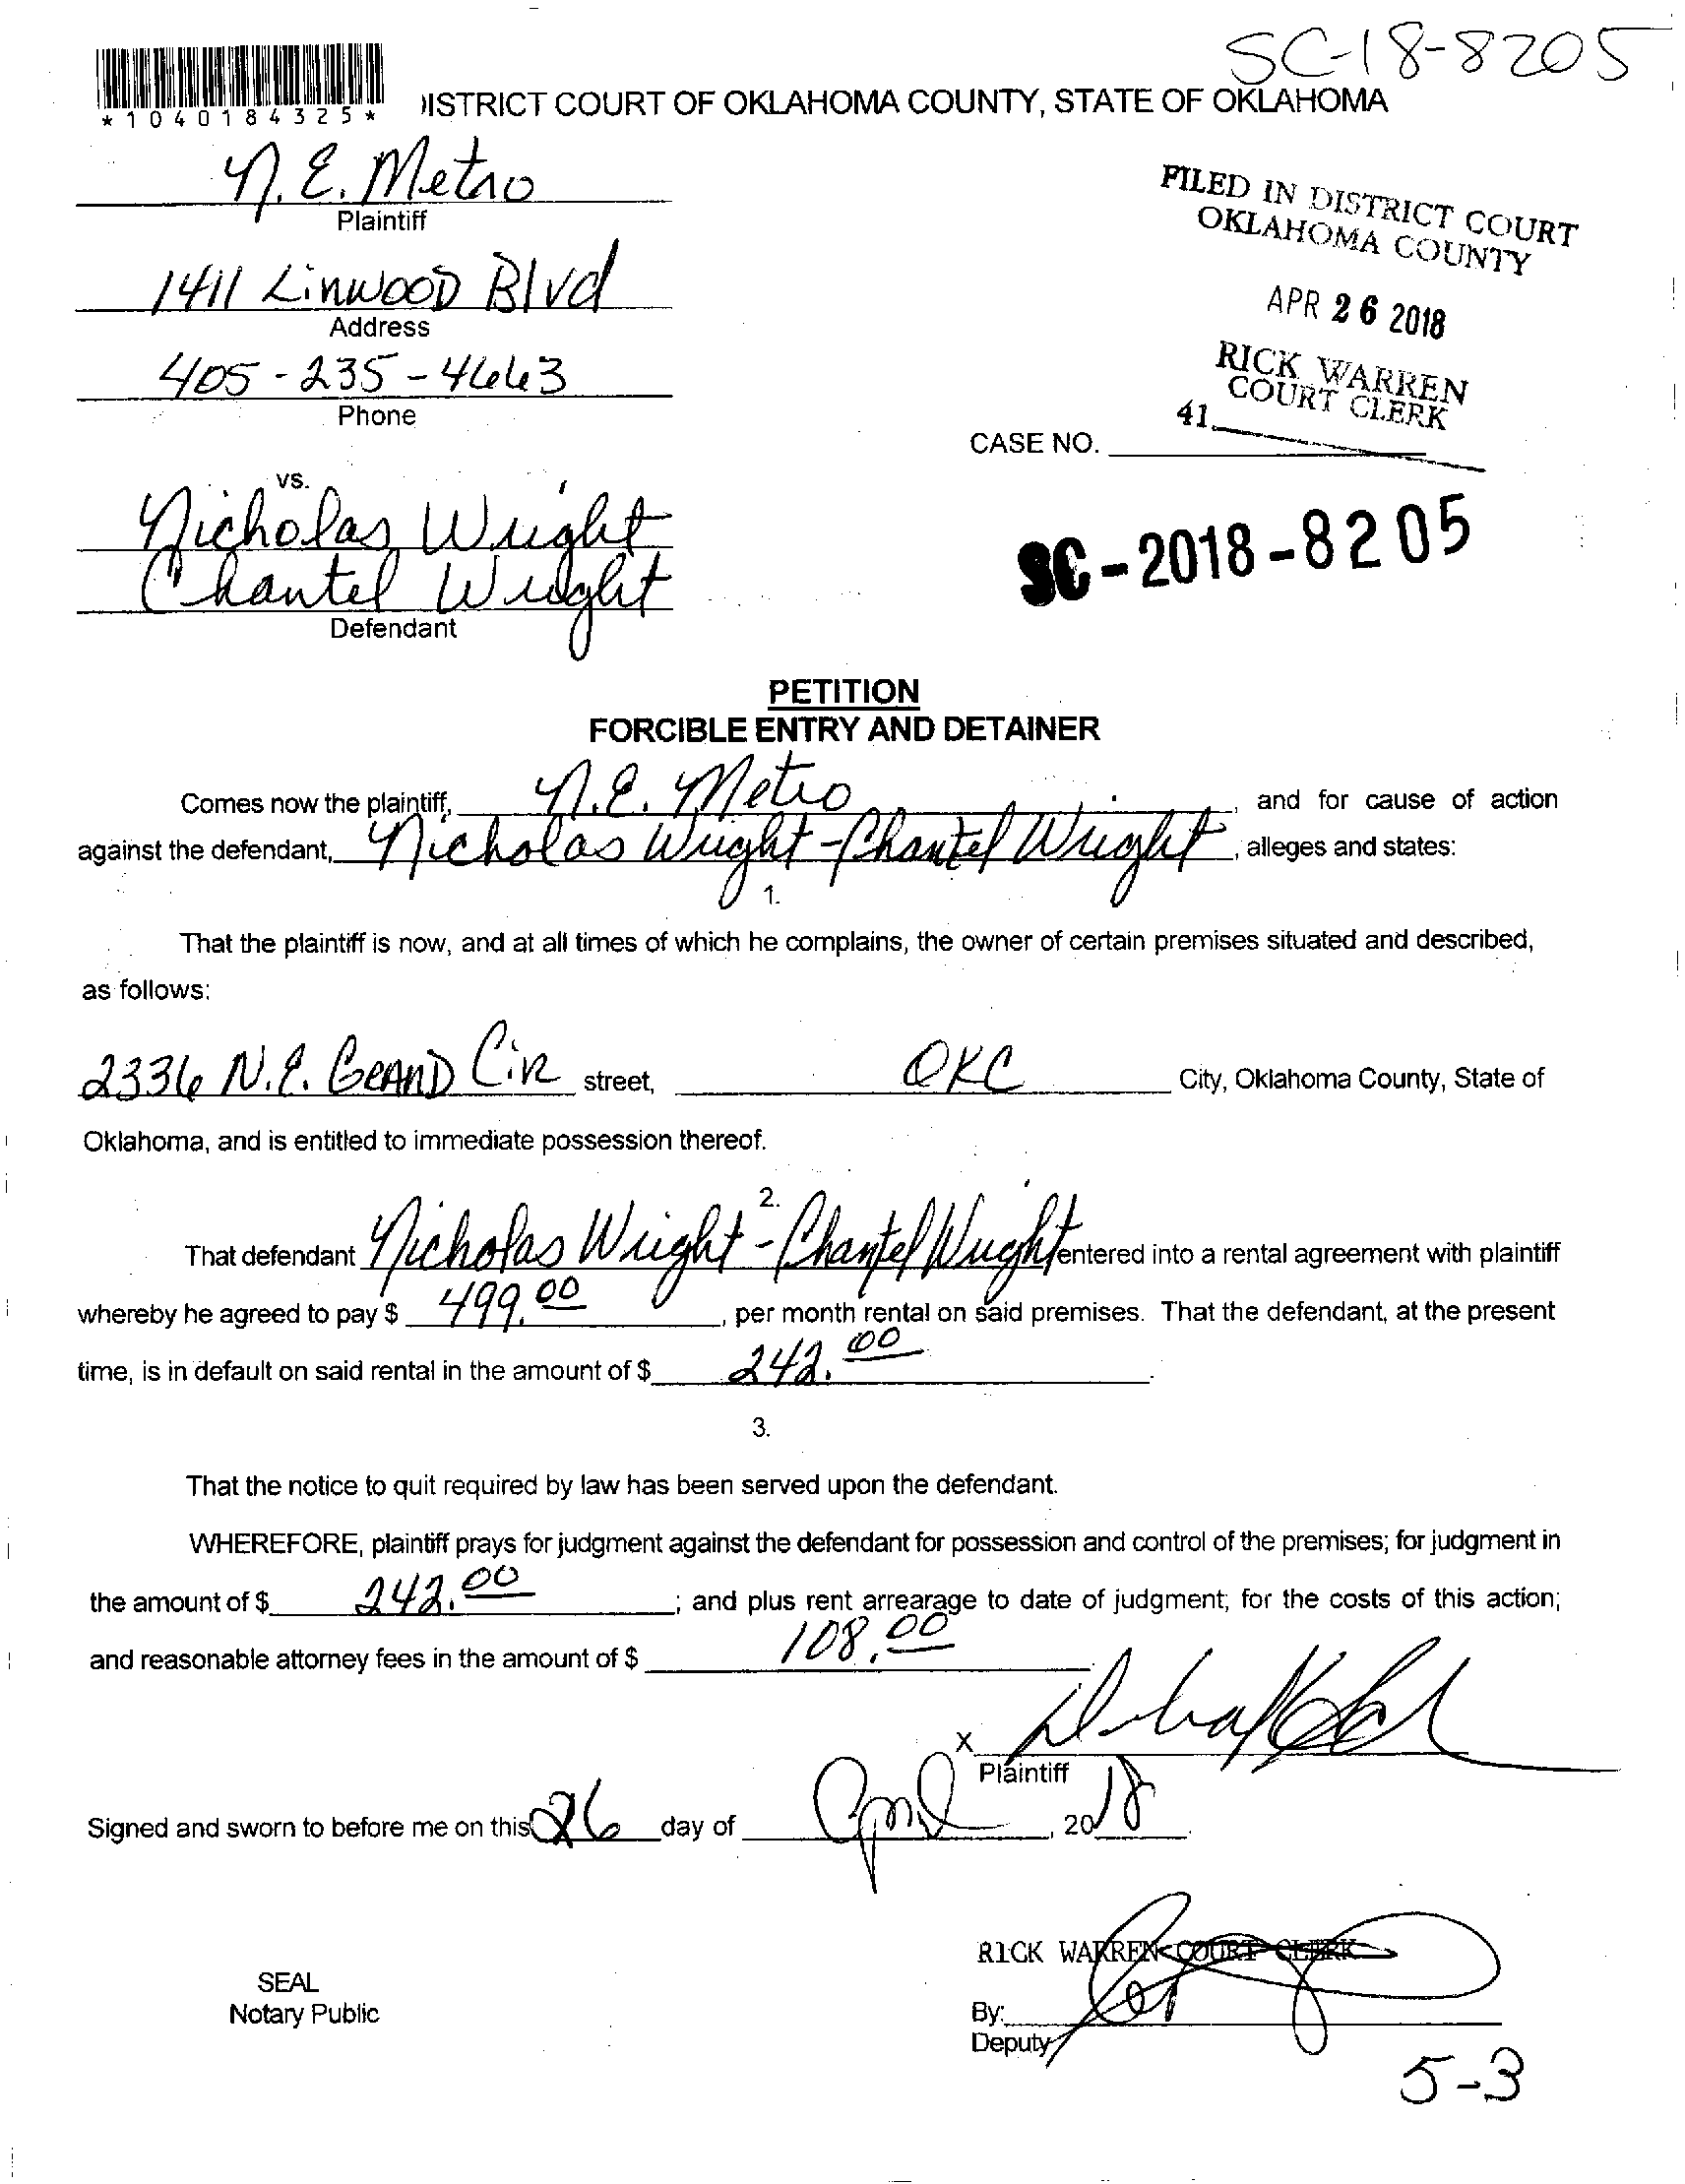 SC-18-8205
*1040184325*
ISTRICT COURT OF OKLAHOMA COUNTY, STATE OF OKLAHOMA
N. E. Metro
Plaintiff
FILED IN DISTRICT COURT
OKLAHOMA COUNTY
1411 Linwood Blvd
Address
APR 26 2018
405-235-4663
Phone
RICK WARREN
COURT CLERK
41
CASE NO.
vs.
Nicholas Wright
Chantel Wright
Defendant
SC-2018-8205
PETITION
FORCIBLE ENTRY AND DETAINER
Comes now the plaintiff, N.E. Metro, and for cause of action
against the defendant, Nicholas Wright - Chantel Wright, alleges and states:
1.
That the plaintiff is now, and at all times of which he complains, the owner of certain premises situated and described,
as follows:
2336 N.E. Grand Cir street, OKC City, Oklahoma County, State of
Oklahoma, and is entitled to immediate possession thereof.
2.
That defendant Nicholas Wright - Chantel Wright entered into a rental agreement with plaintiff
whereby he agreed to pay $ 499.00, per month rental on said premises. That the defendant, at the present
time, is in default on said rental in the amount of $ 242.00.
3.
That the notice to quit required by law has been served upon the defendant.
WHEREFORE, plaintiff prays for judgment against the defendant for possession and control of the premises; for judgment in
the amount of $ 242.00; and plus rent arrearage to date of judgment; for the costs of this action;
and reasonable attorney fees in the amount of $ 108.00
X
Plaintiff
Signed and sworn to before me on this 26 day of April, 2018.
RICK WARREN COURT CLERK
SEAL
Notary Public
By:
Deputy
5-3